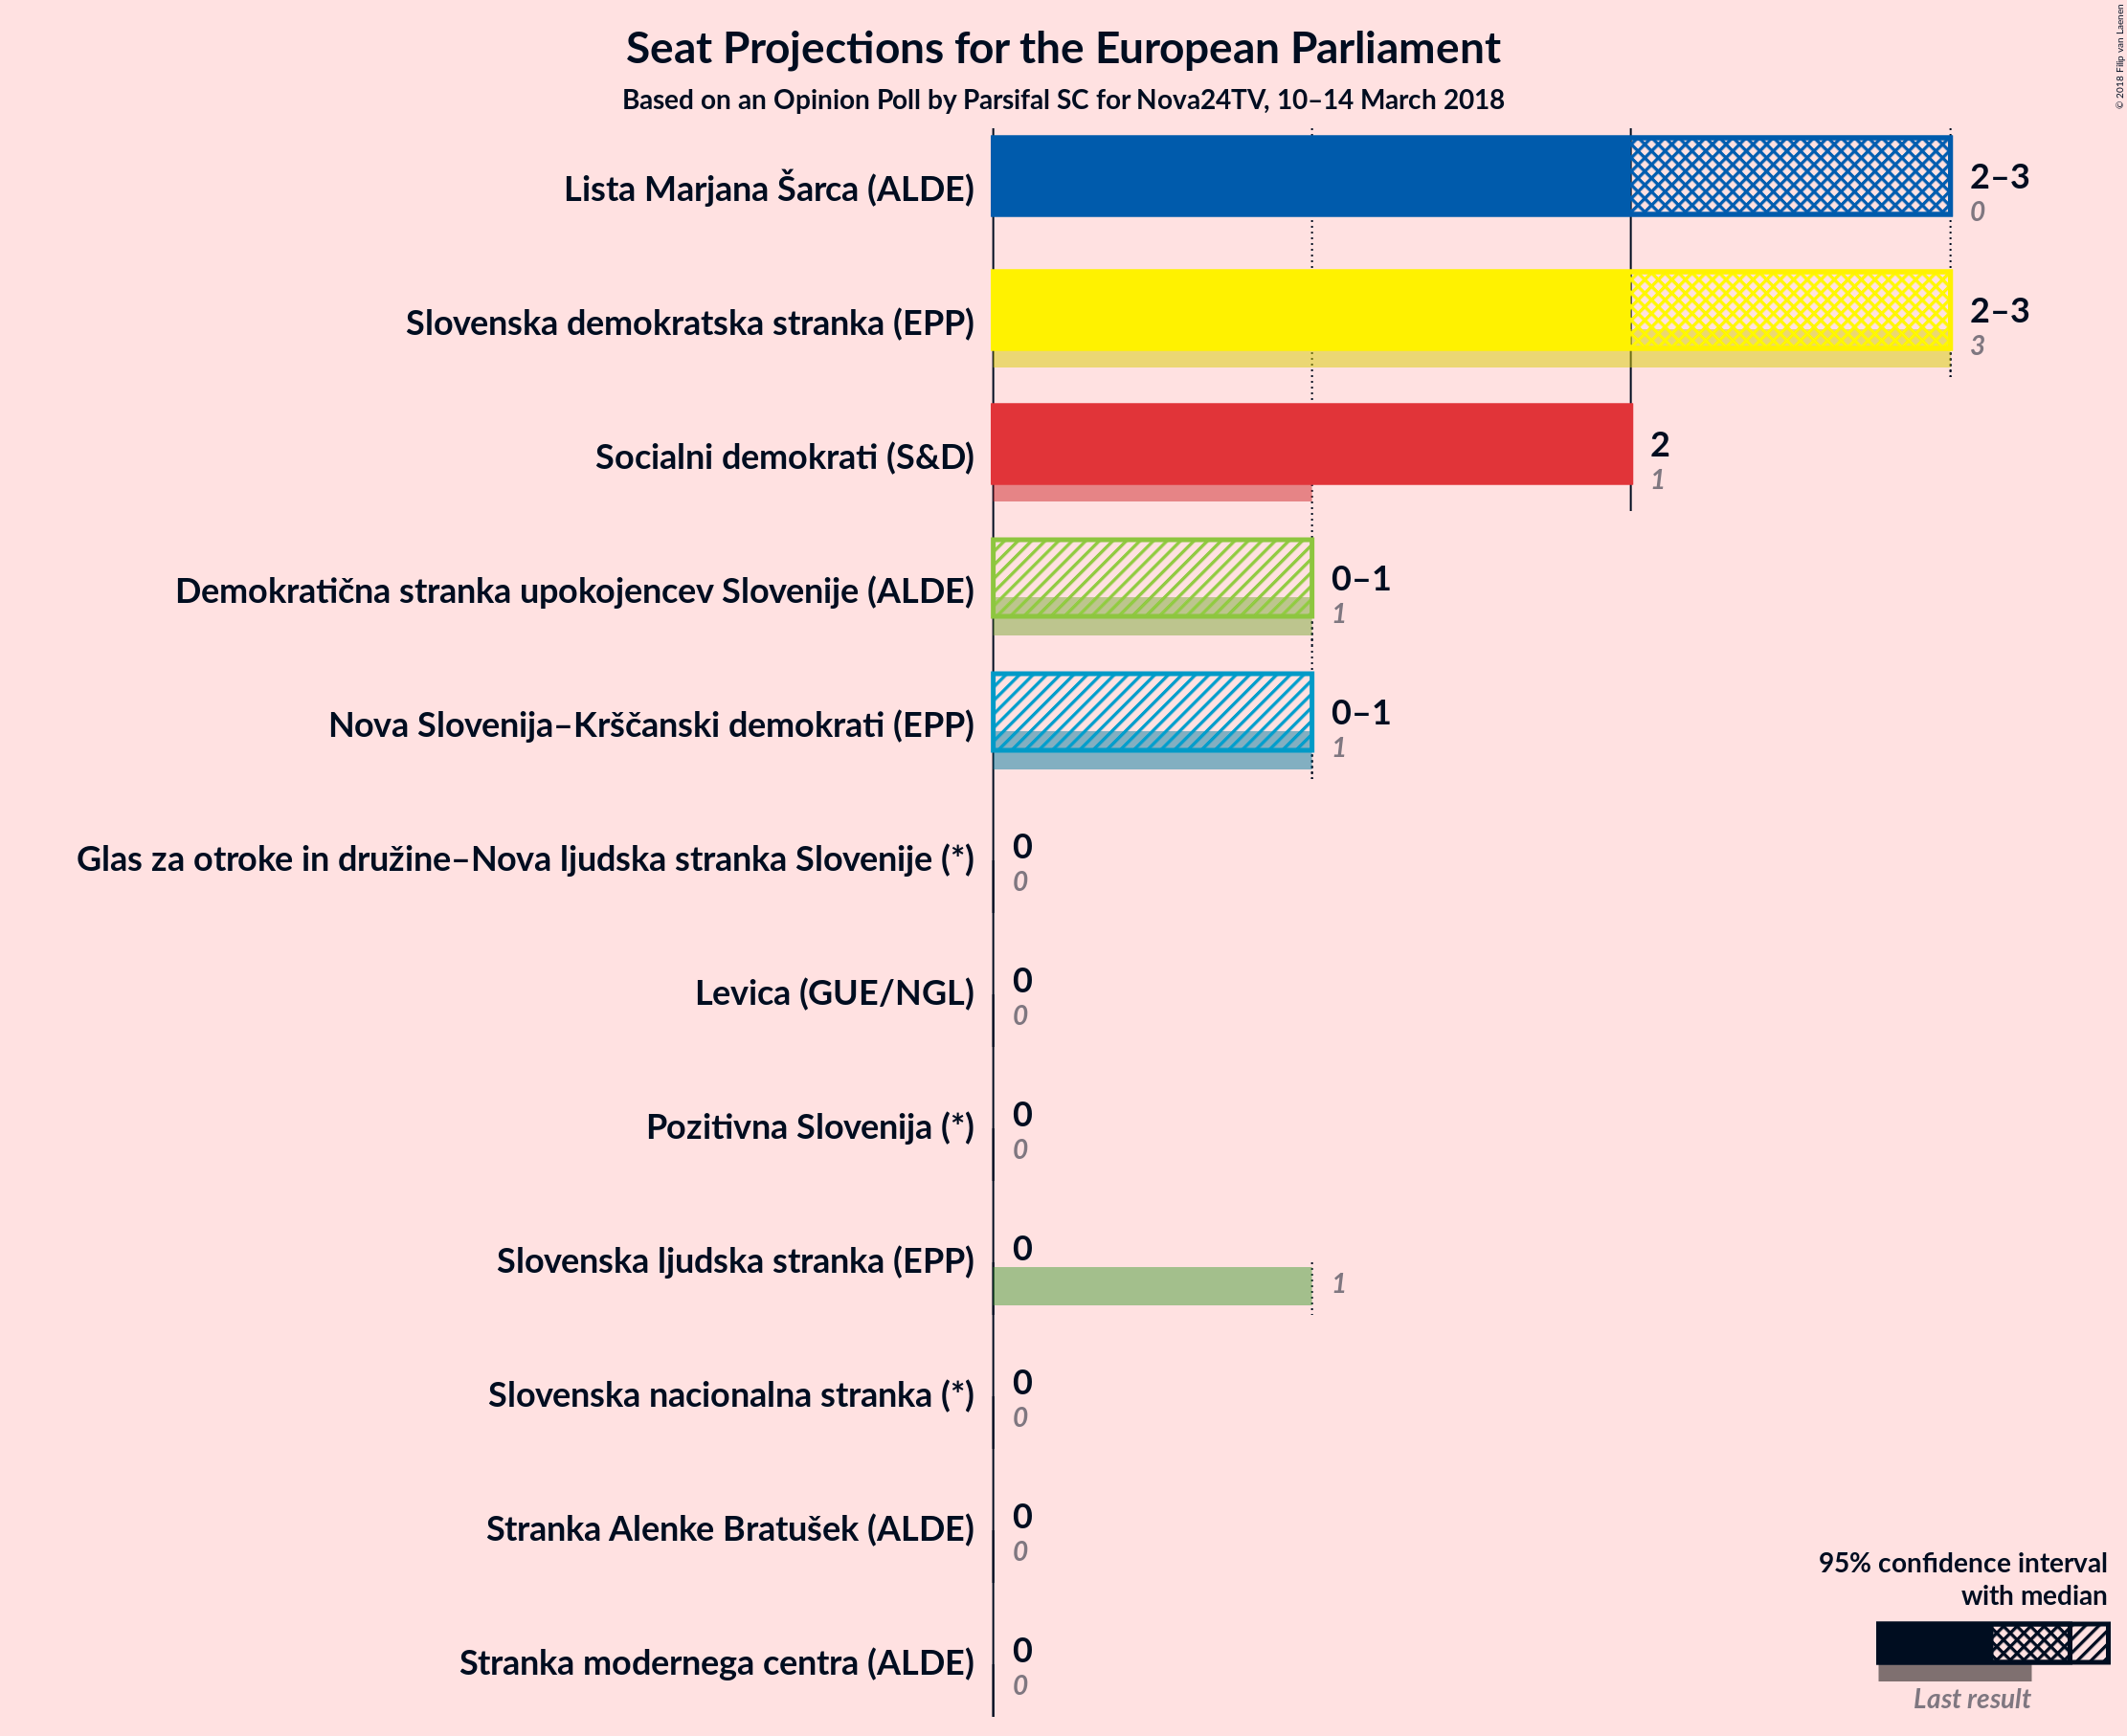 Seat Projections for the European Parliament
Based on an Opinion Poll by Parsifal SC for Nova24TV, 10–14 March 2018
© 2018 Filip van Laenen
Lista Marjana Šarca (ALDE)
2–3
0
Slovenska demokratska stranka (EPP)
2–3
3
Socialni demokrati (S&D)
2
1
Demokratična stranka upokojencev Slovenije (ALDE)
0–1
1
Nova Slovenija–Krščanski demokrati (EPP)
0–1
1
Glas za otroke in družine–Nova ljudska stranka Slovenije (*)
0
0
Levica (GUE/NGL)
0
0
Pozitivna Slovenija (*)
0
0
Slovenska ljudska stranka (EPP)
0
1
Slovenska nacionalna stranka (*)
0
0
Stranka Alenke Bratušek (ALDE)
0
0
Stranka modernega centra (ALDE)
0
0
95% confidence interval
with median
Last result